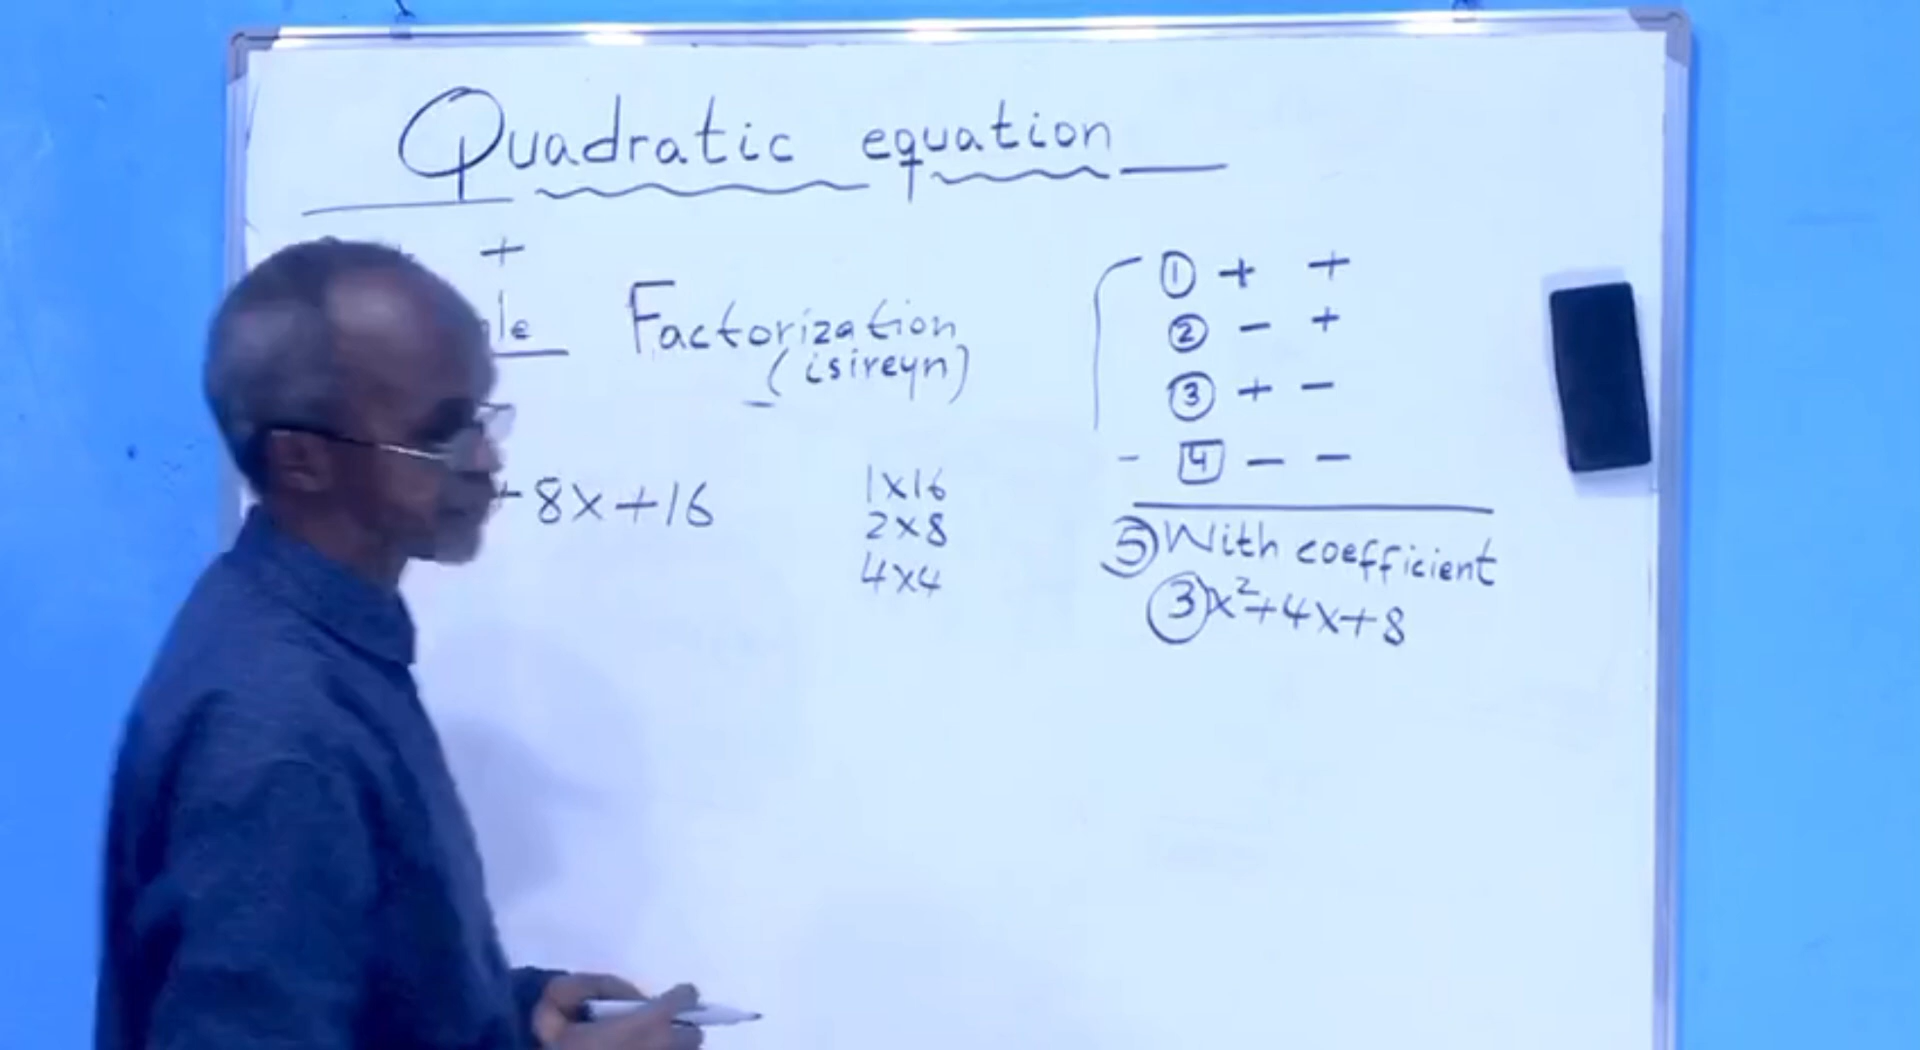 Quadratic equation
+
Factorization
(isireyn)
+8x+16
1x16
2x8
4x4
① + +
② − +
③ + −
4 − −
⑤ With coefficient
③x²+4x+8